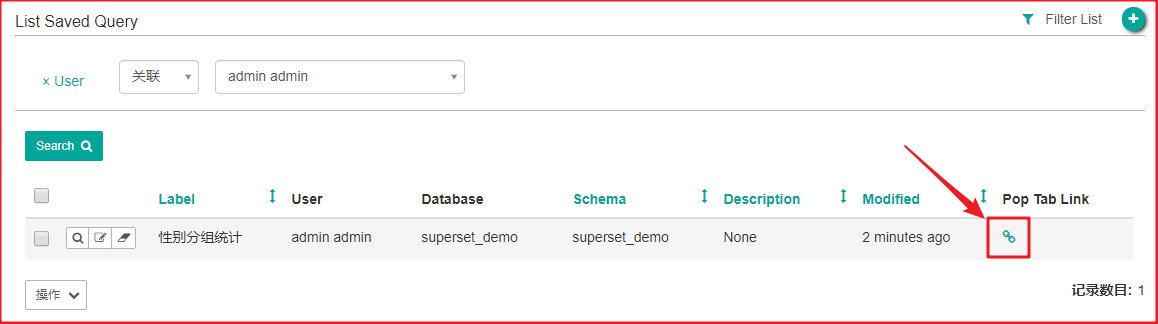 List Saved Query
Filter List
× User 关联 admin admin
Search
Label User Database Schema Description Modified Pop Tab Link
性别分组统计 admin admin superset_demo superset_demo None 2 minutes ago
操作
记录数目: 1